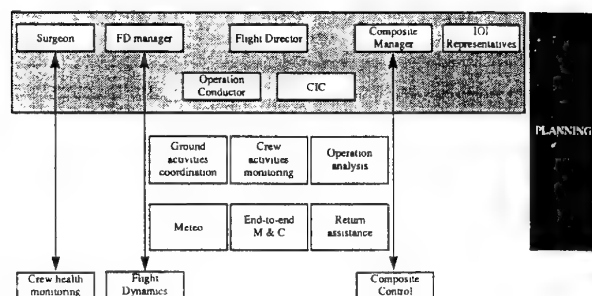 Surgeon
FD manager
Flight Director
Composite
Manager
IOI
Representatives
Operation
Conductor
CIC
PLANNING
Ground
activities
coordination
Crew
activities
monitoring
Operation
analysis
Meteo
End-to-end
M & C
Return
assistance
Crew health
monitoring
Flight
Dynamics
Composite
Control